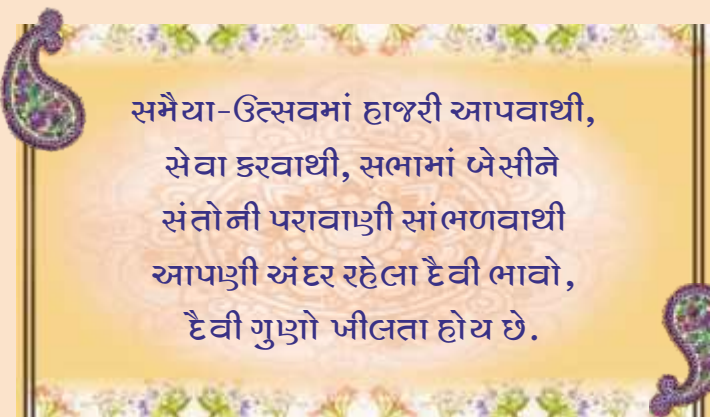 સમૈયા-ઉત્સવમાં હાજરી આપવાથી,
સેવા કરવાથી, સભામાં બેસીને
સંતોની પરાવાણી સાંભળવાથી
આપણી અંદર રહેલા દૈવી ભાવો,
દૈવી ગુણો ખીલતા હોય છે.